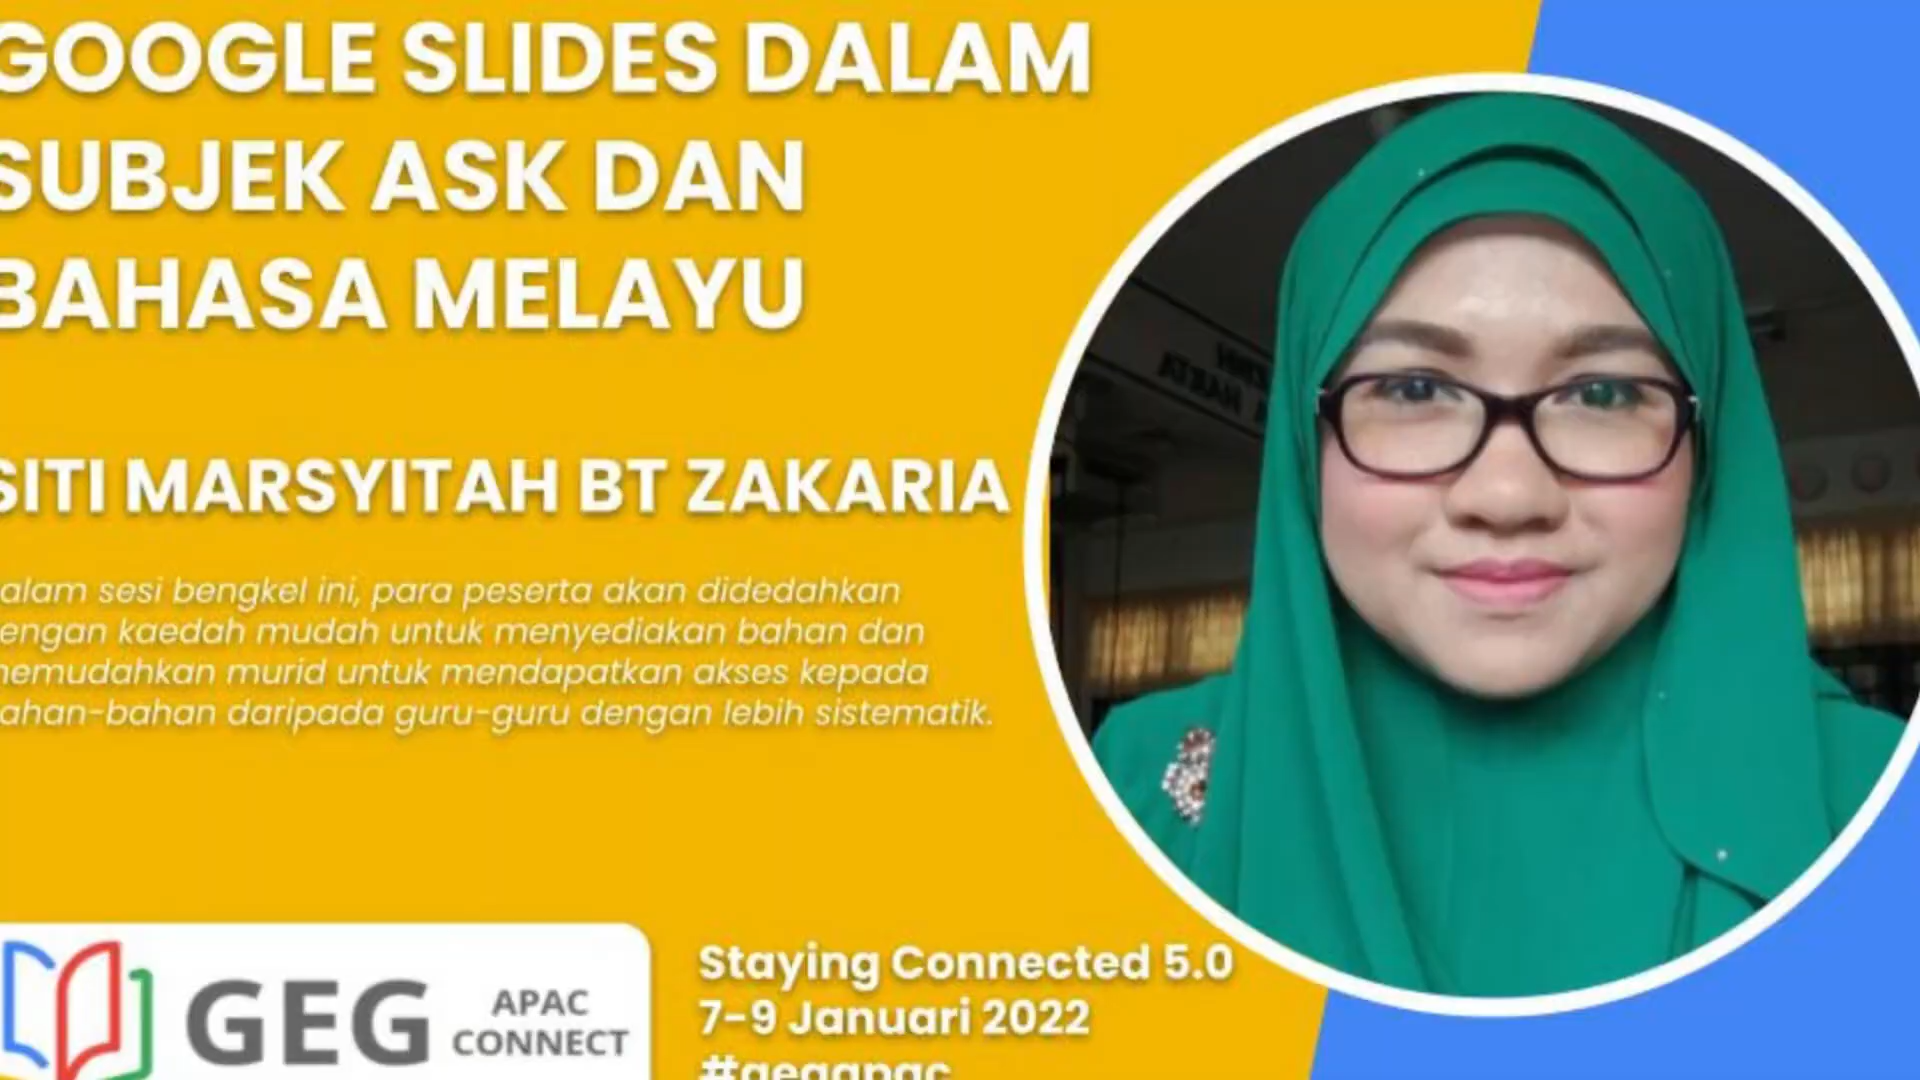 GOOGLE SLIDES DALAM
SUBJEK ASK DAN
BAHASA MELAYU
SITI MARSYITAH BT ZAKARIA
alam sesi bengkel ini, para peserta akan didedahkan
engan kaedah mudah untuk menyediakan bahan dan
nemudahkan murid untuk mendapatkan akses kepada
ahan-bahan daripada guru-guru dengan lebih sistematik.
GEG APAC
CONNECT
Staying Connected 5.0
7-9 Januari 2022
#gegapac